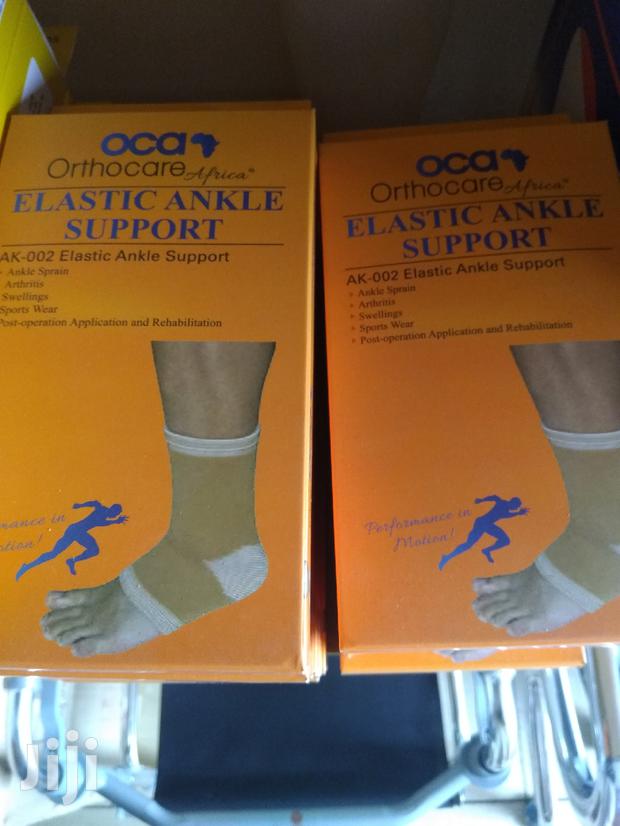 oca
Orthocare Africa®
ELASTIC ANKLE
SUPPORT
AK-002 Elastic Ankle Support
Ankle Sprain
Arthritis
Swellings
Sports Wear
Post-operation Application and Rehabilitation
in
oca
Orthocare Africa®
ELASTIC ANKLE
SUPPORT
AK-002 Elastic Ankle Support
Ankle Sprain
Arthritis
Swellings
Sports Wear
Post-operation Application and Rehabilitation
Performance in
Motion!
Jiji